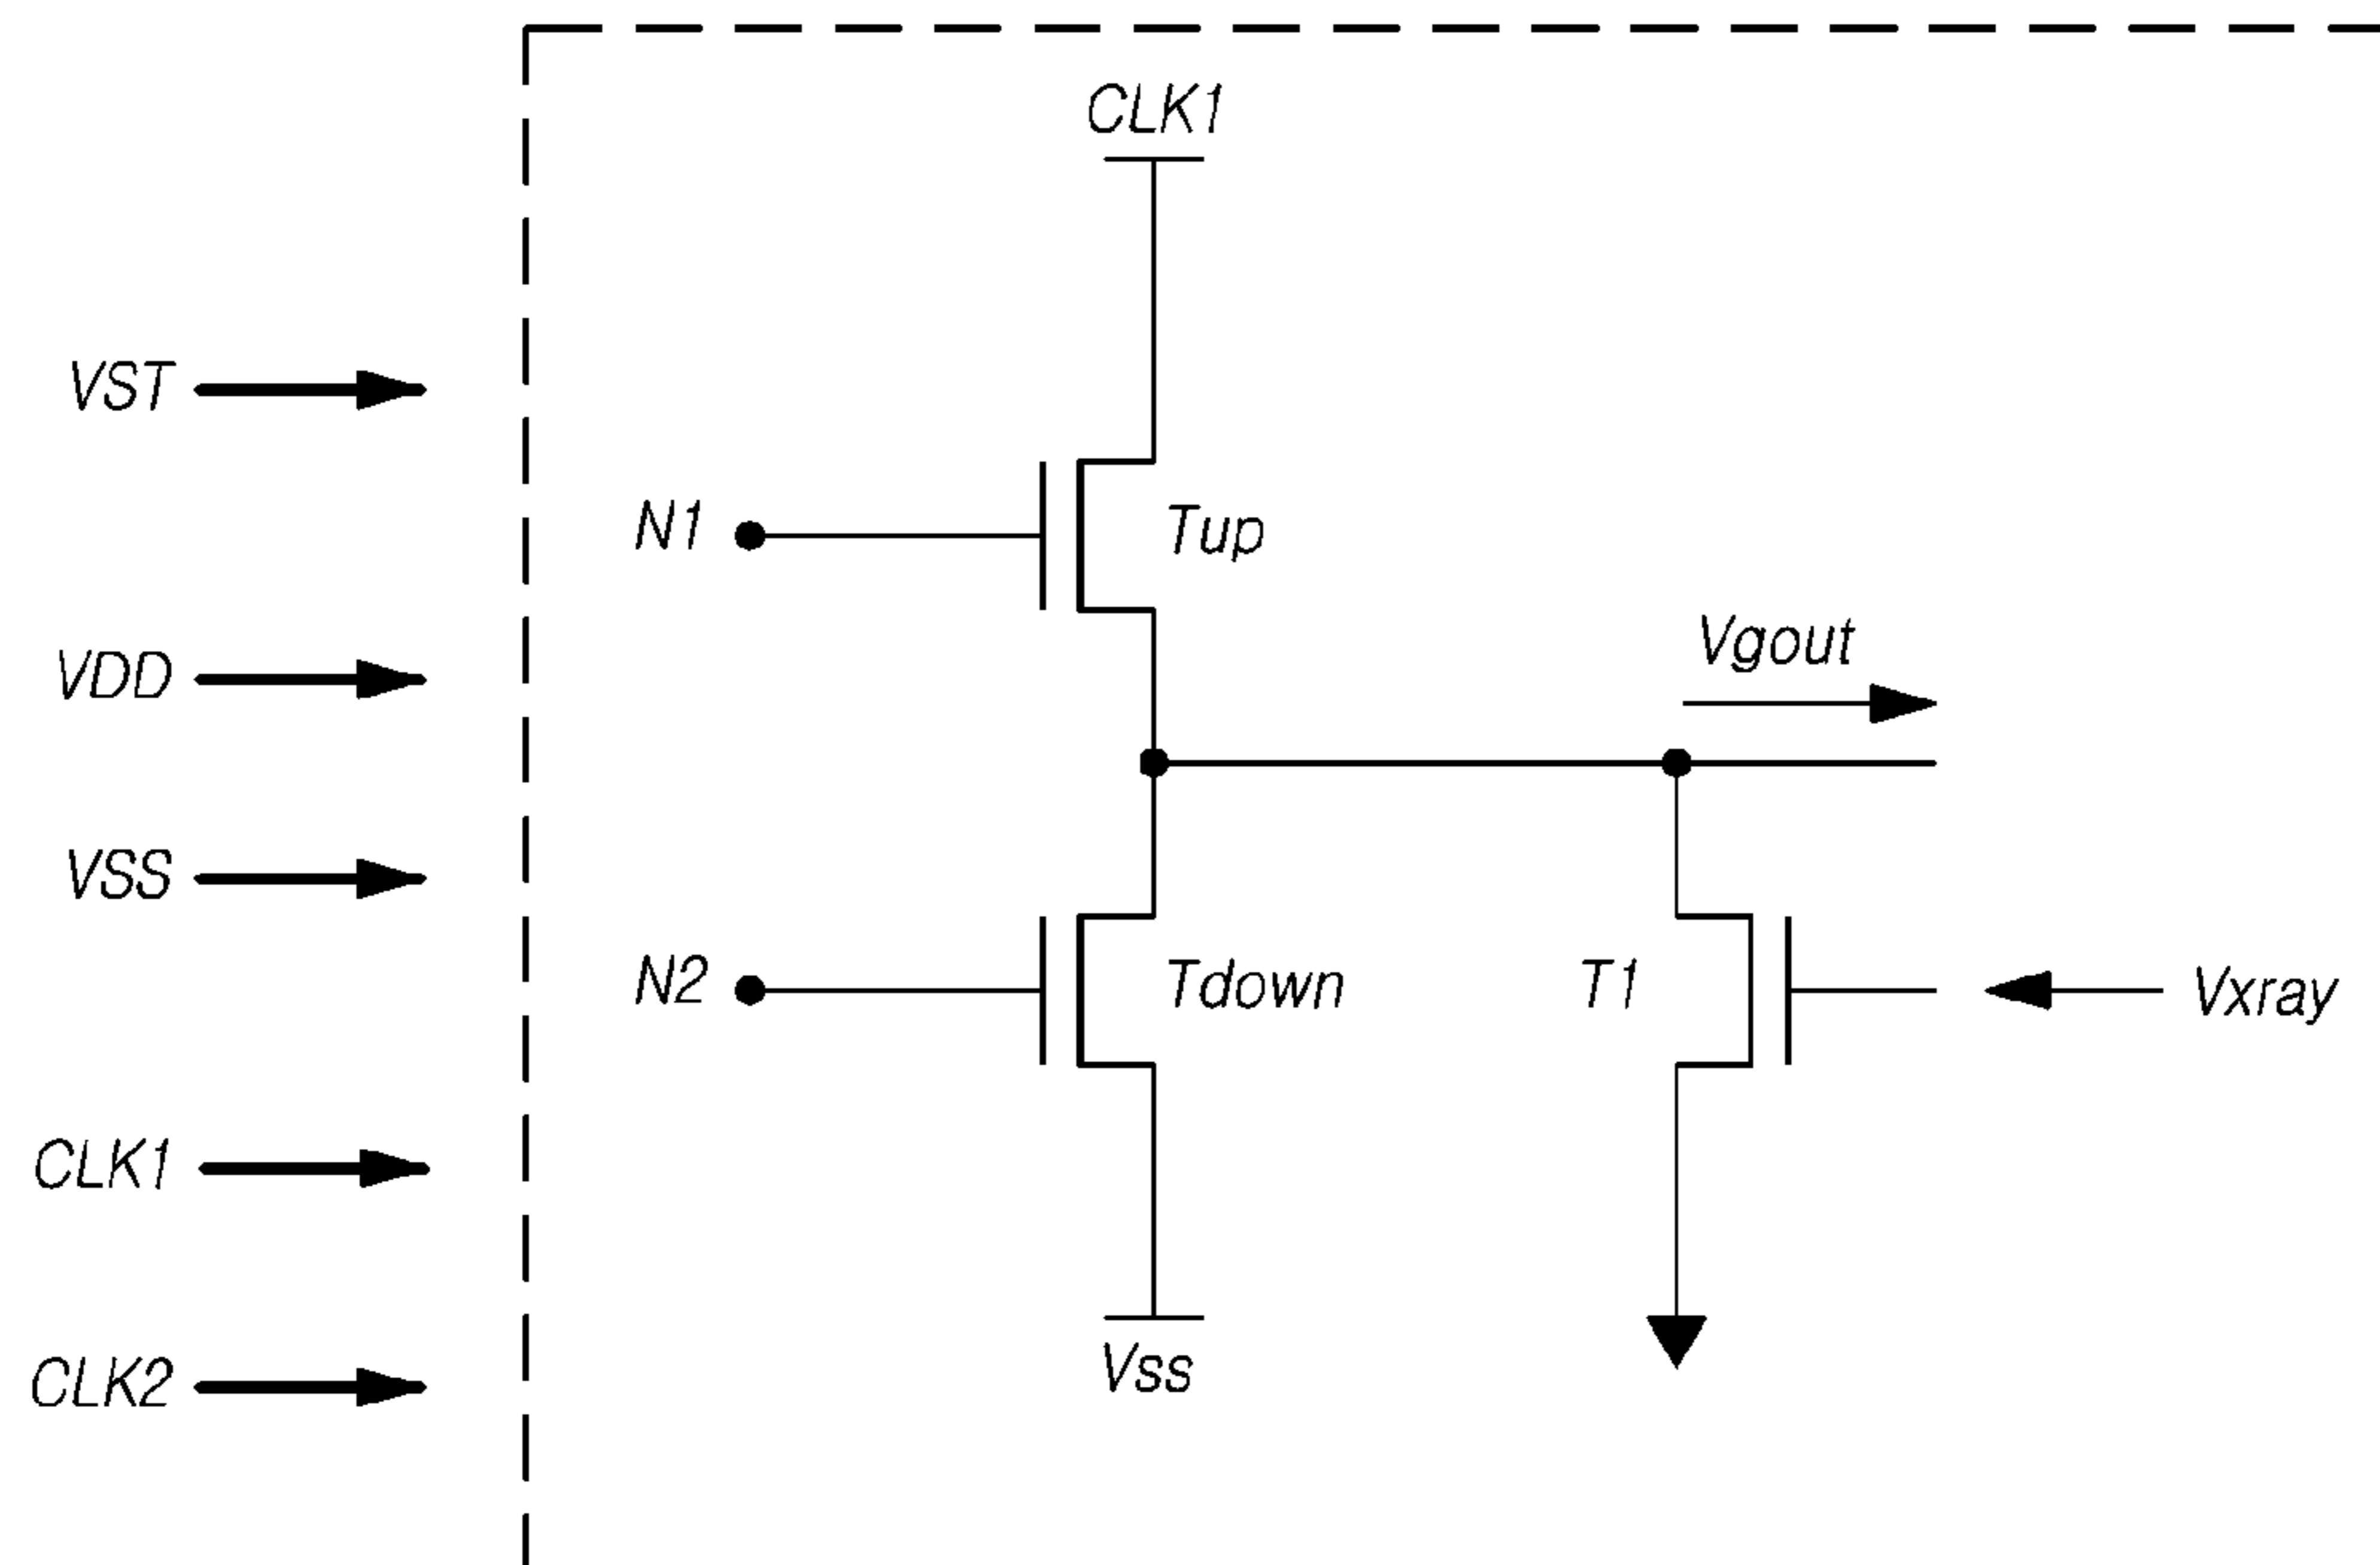 CLK1
VST
N1
Tup
Vgout
VDD
VSS
N2
Tdown
T1
Vxray
CLK1
Vss
CLK2